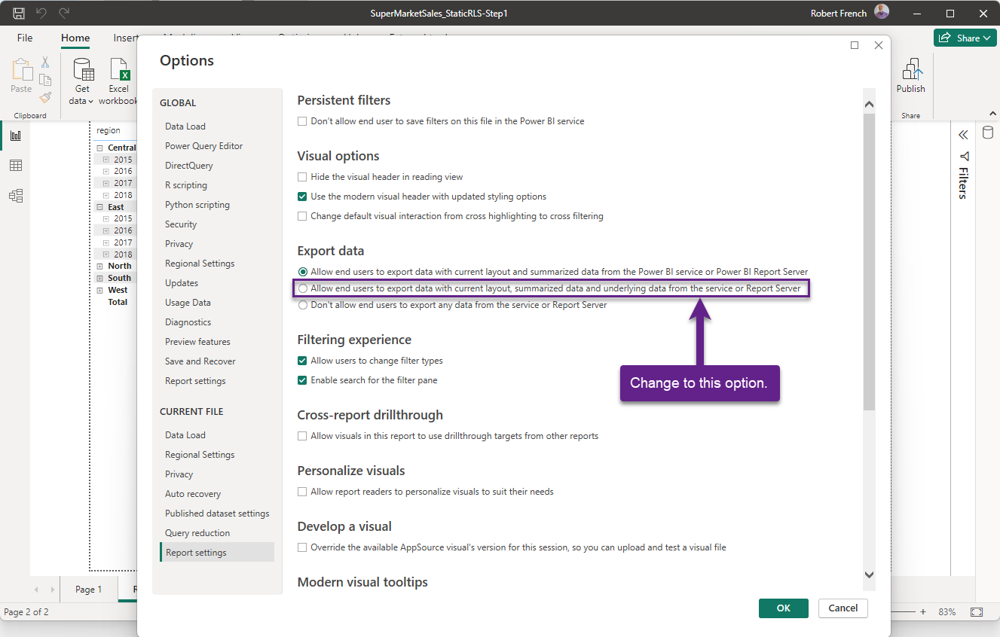 SuperMarketSales_StaticRLS-Step1
Robert French
File
Home
Insert
Share
Paste
Get
data
Excel
workbook
Clipboard
Publish
Share
region
Central
2015
2016
2017
2018
East
2015
2016
2017
2018
North
South
West
Total
Filters
Options
GLOBAL
Data Load
Power Query Editor
DirectQuery
R scripting
Python scripting
Security
Privacy
Regional Settings
Updates
Usage Data
Diagnostics
Preview features
Save and Recover
Report settings
CURRENT FILE
Data Load
Regional Settings
Privacy
Auto recovery
Published dataset settings
Query reduction
Report settings
Persistent filters
Don't allow end user to save filters on this file in the Power BI service
Visual options
Hide the visual header in reading view
Use the modern visual header with updated styling options
Change default visual interaction from cross highlighting to cross filtering
Export data
Allow end users to export data with current layout and summarized data from the Power BI service or Power BI Report Server
Allow end users to export data with current layout, summarized data and underlying data from the service or Report Server
Don't allow end users to export any data from the service or Report Server
Change to this option.
Filtering experience
Allow users to change filter types
Enable search for the filter pane
Cross-report drillthrough
Allow visuals in this report to use drillthrough targets from other reports
Personalize visuals
Allow report readers to personalize visuals to suit their needs
Develop a visual
Override the available AppSource visual's version for this session, so you can upload and test a visual file
Modern visual tooltips
OK
Cancel
Page 1
Page 2 of 2
83%